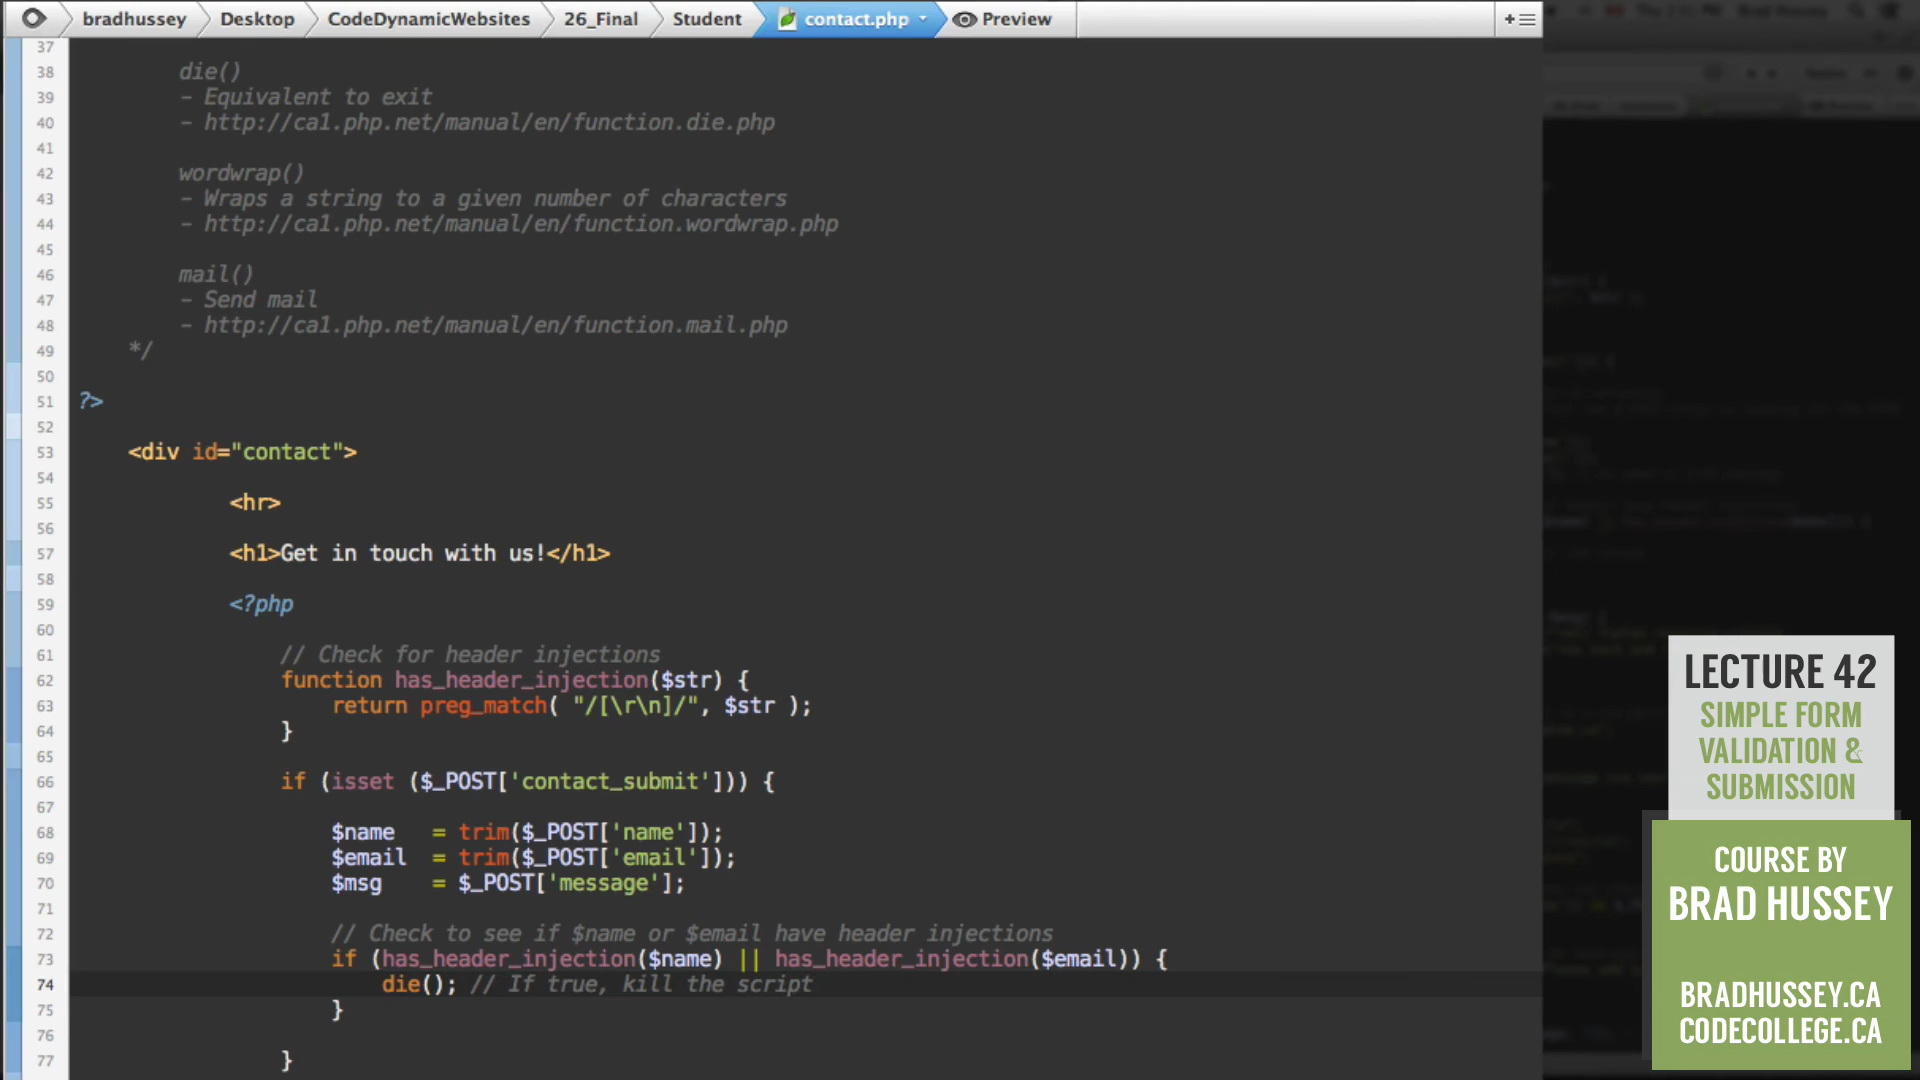 bradhussey Desktop CodeDynamicWebsites 26_Final Student contact.php Preview
37
38 die()
39 - Equivalent to exit
40 - http://ca1.php.net/manual/en/function.die.php
41
42 wordwrap()
43 - Wraps a string to a given number of characters
44 - http://ca1.php.net/manual/en/function.wordwrap.php
45
46 mail()
47 - Send mail
48 - http://ca1.php.net/manual/en/function.mail.php
49 */
50
51 ?>
52
53 <div id="contact">
54
55 <hr>
56
57 <h1>Get in touch with us!</h1>
58
59 <?php
60
61 // Check for header injections
62 function has_header_injection($str) {
63 return preg_match( "/[\r\n]/", $str );
64 }
65
66 if (isset ($_POST['contact_submit'])) {
67
68 $name = trim($_POST['name']);
69 $email = trim($_POST['email']);
70 $msg = $_POST['message'];
71
72 // Check to see if $name or $email have header injections
73 if (has_header_injection($name) || has_header_injection($email)) {
74 die(); // If true, kill the script
75 }
76
77 }
LECTURE 42
SIMPLE FORM
VALIDATION &
SUBMISSION
COURSE BY
BRAD HUSSEY
BRADHUSSEY.CA
CODECOLLEGE.CA